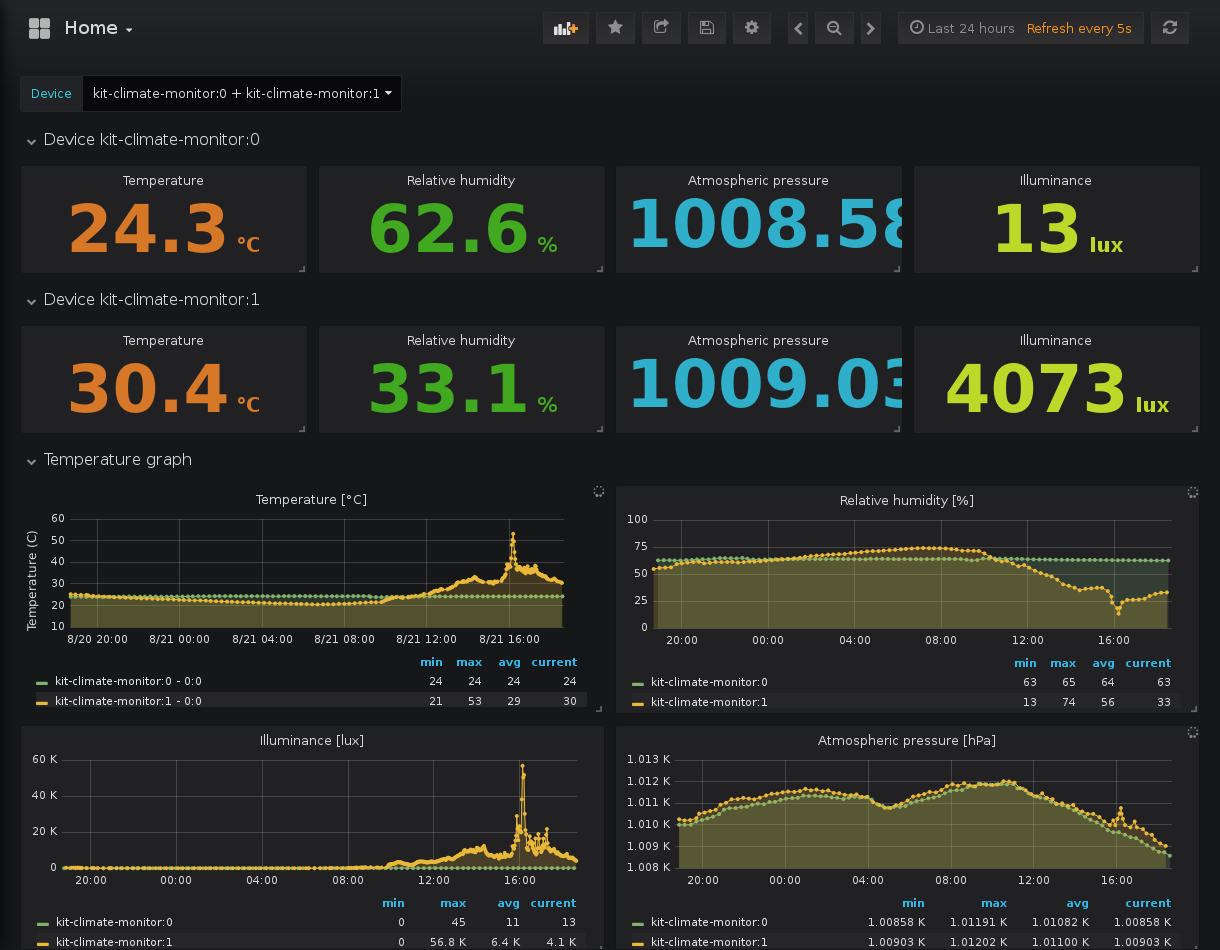 Home
Last 24 hours Refresh every 5s
Device kit-climate-monitor:0 + kit-climate-monitor:1
Device kit-climate-monitor:0
Temperature Relative humidity Atmospheric pressure Illuminance
24.3 °C 62.6 % 1008.58 13 lux
Device kit-climate-monitor:1
Temperature Relative humidity Atmospheric pressure Illuminance
30.4 °C 33.1 % 1009.03 4073 lux
Temperature graph
Temperature [°C]
Temperature (C)
60
50
40
30
20
10
8/20 20:00 8/21 00:00 8/21 04:00 8/21 08:00 8/21 12:00 8/21 16:00
min max avg current
kit-climate-monitor:0 - 0:0 24 24 24 24
kit-climate-monitor:1 - 0:0 21 53 29 30
Relative humidity [%]
100
75
50
25
0
20:00 00:00 04:00 08:00 12:00 16:00
min max avg current
kit-climate-monitor:0 63 65 64 63
kit-climate-monitor:1 13 74 56 33
Illuminance [lux]
60 K
40 K
20 K
0
20:00 00:00 04:00 08:00 12:00 16:00
min max avg current
kit-climate-monitor:0 0 45 11 13
kit-climate-monitor:1 0 56.8 K 6.4 K 4.1 K
Atmospheric pressure [hPa]
1.013 K
1.012 K
1.011 K
1.010 K
1.009 K
1.008 K
20:00 00:00 04:00 08:00 12:00 16:00
min max avg current
kit-climate-monitor:0 1.00858 K 1.01191 K 1.01082 K 1.00858 K
kit-climate-monitor:1 1.00903 K 1.01202 K 1.01100 K 1.00903 K